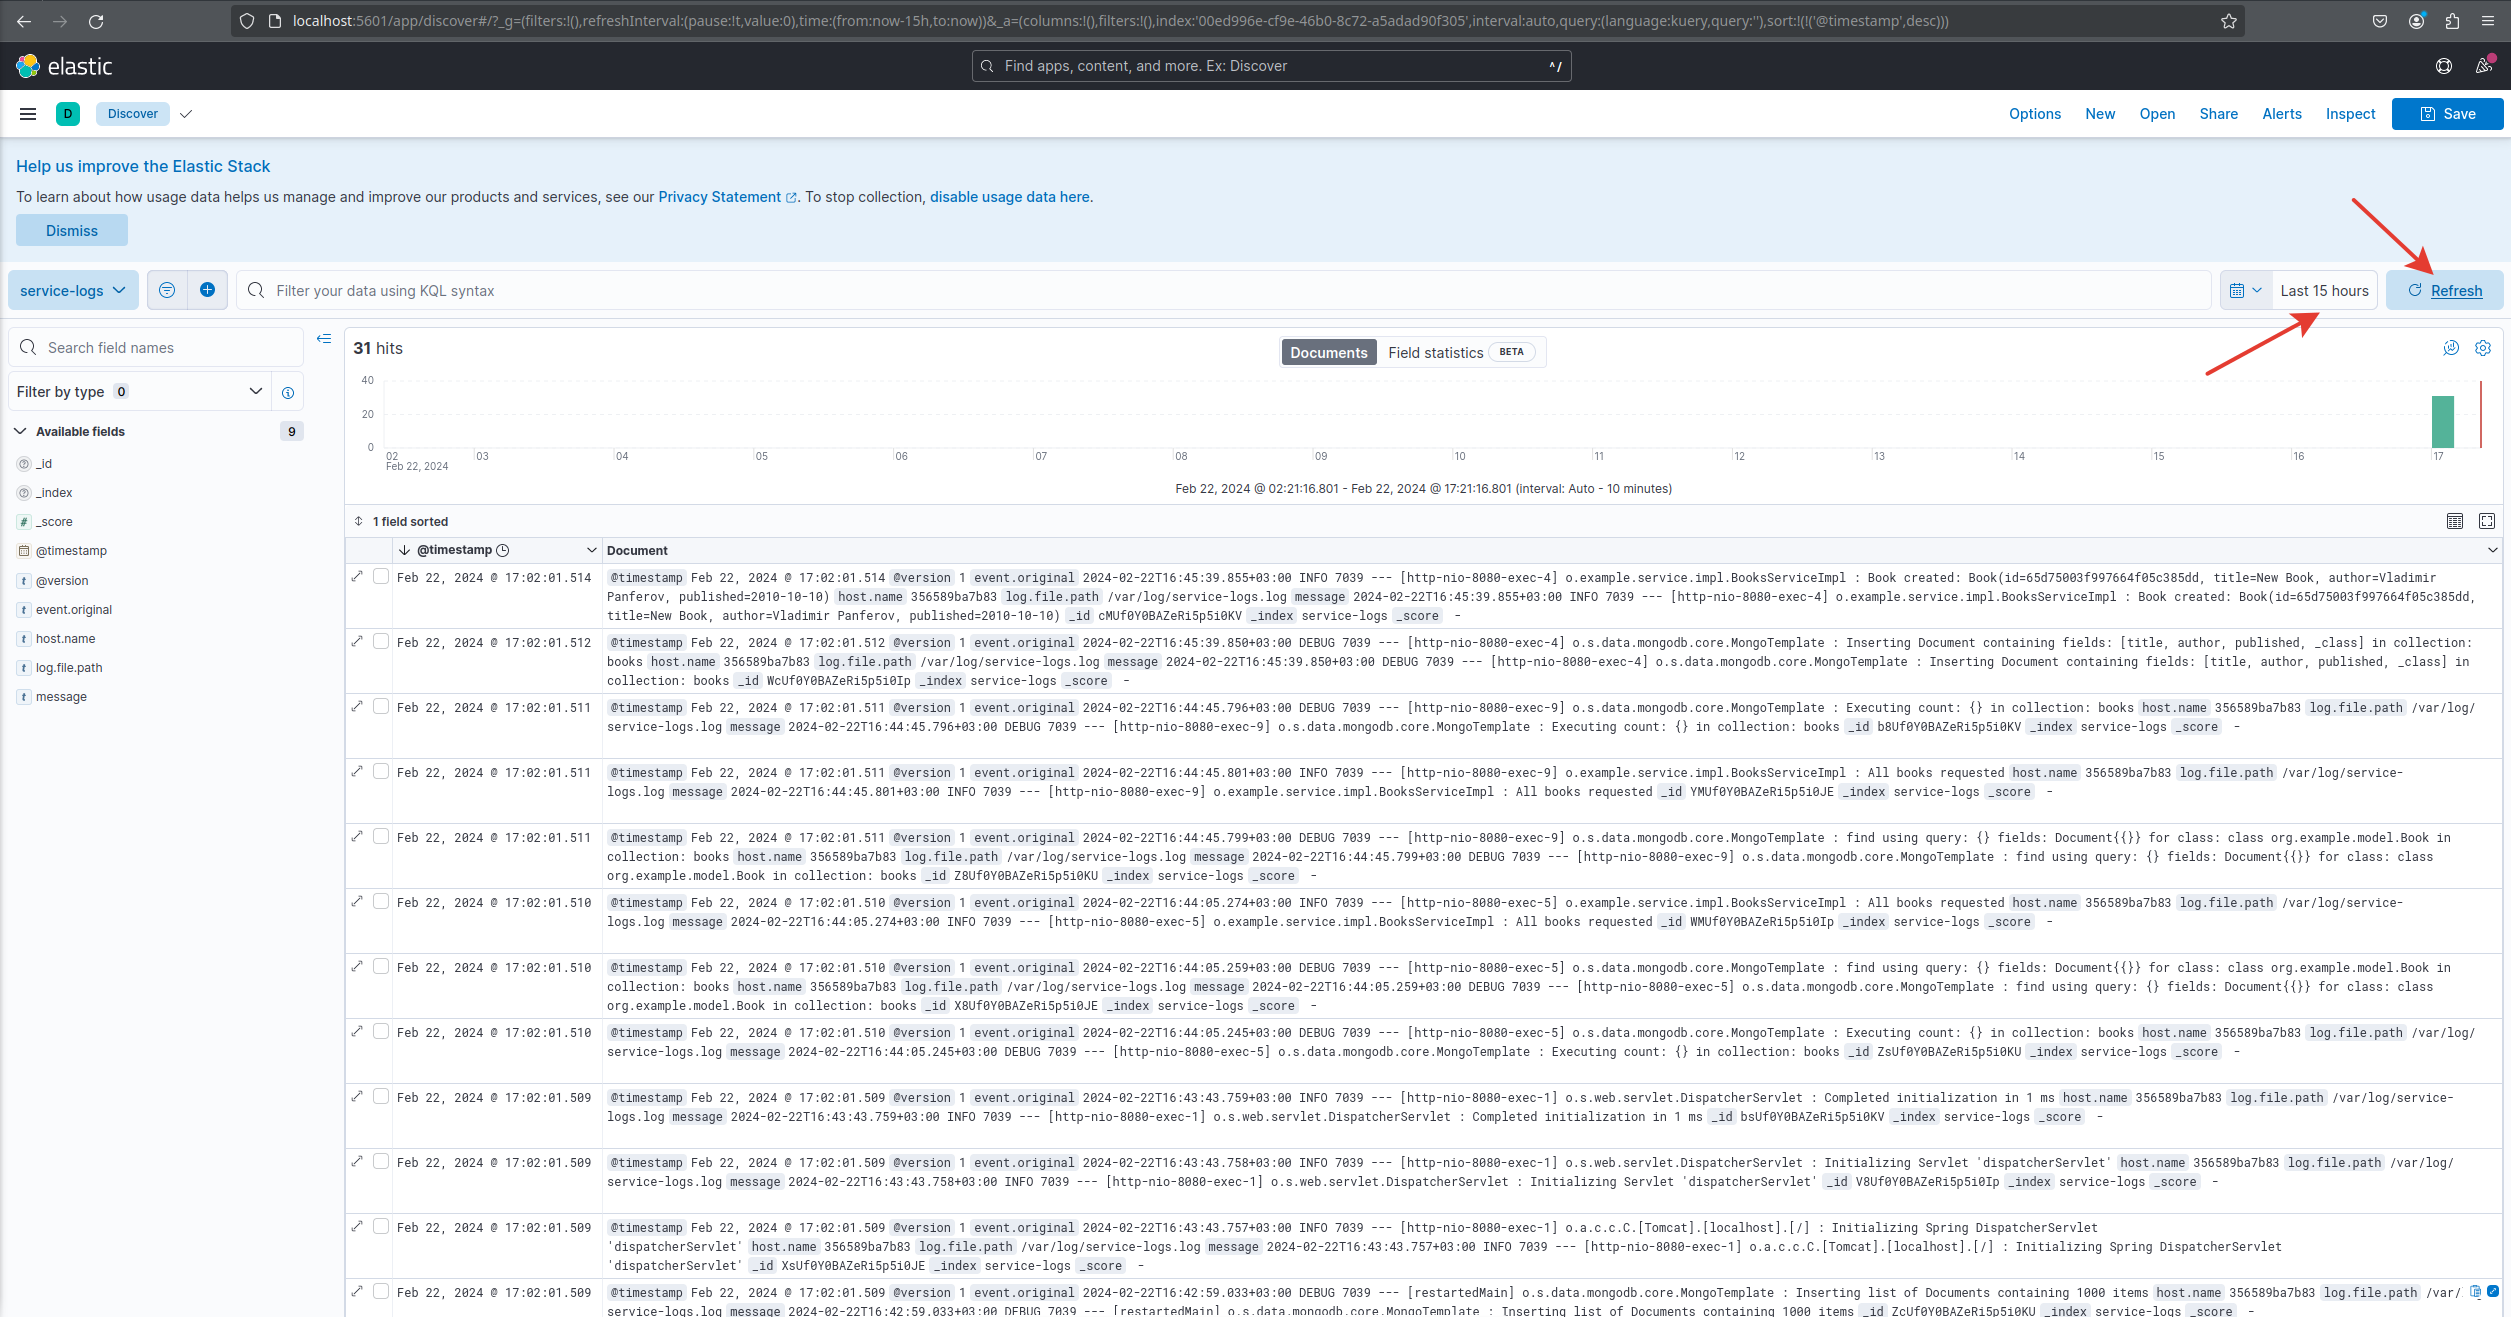 localhost:5601/app/discover#/?_g=(filters:!(),refreshInterval:(pause:!t,value:0),time:(from:now-15h,to:now))&_a=(columns:!(),filters:!(),index:'00ed996e-cf9e-46b0-8c72-a5adad90f305',interval:auto,query:(language:kuery,query:''),sort:!(!('@timestamp',desc)))
elastic
Find apps, content, and more. Ex: Discover
^/
D
Discover
Options
New
Open
Share
Alerts
Inspect
Save
Help us improve the Elastic Stack
To learn about how usage data helps us manage and improve our products and services, see our Privacy Statement. To stop collection, disable usage data here.
Dismiss
service-logs
Filter your data using KQL syntax
Last 15 hours
Refresh
Search field names
Filter by type 0
Available fields 9
_id
_index
_score
@timestamp
@version
event.original
host.name
log.file.path
message
31 hits
Documents
Field statistics BETA
40
20
0
02 03 04 05 06 07 08 09 10 11 12 13 14 15 16 17
Feb 22, 2024
Feb 22, 2024 @ 02:21:16.801 - Feb 22, 2024 @ 17:21:16.801 (interval: Auto - 10 minutes)
1 field sorted
@timestamp
Document
Feb 22, 2024 @ 17:02:01.514 @timestamp Feb 22, 2024 @ 17:02:01.514 @version 1 event.original 2024-02-22T16:45:39.855+03:00 INFO 7039 --- [http-nio-8080-exec-4] o.example.service.impl.BooksServiceImpl : Book created: Book(id=65d75003f997664f05c385dd, title=New Book, author=Vladimir
Panferov, published=2010-10-10) host.name 356589ba7b83 log.file.path /var/log/service-logs.log message 2024-02-22T16:45:39.855+03:00 INFO 7039 --- [http-nio-8080-exec-4] o.example.service.impl.BooksServiceImpl : Book created: Book(id=65d75003f997664f05c385dd,
title=New Book, author=Vladimir Panferov, published=2010-10-10) _id cMUf0Y0BAZeRi5p5i0KV _index service-logs _score -
Feb 22, 2024 @ 17:02:01.512 @timestamp Feb 22, 2024 @ 17:02:01.512 @version 1 event.original 2024-02-22T16:45:39.850+03:00 DEBUG 7039 --- [http-nio-8080-exec-4] o.s.data.mongodb.core.MongoTemplate : Inserting Document containing fields: [title, author, published, _class] in collection:
books host.name 356589ba7b83 log.file.path /var/log/service-logs.log message 2024-02-22T16:45:39.850+03:00 DEBUG 7039 --- [http-nio-8080-exec-4] o.s.data.mongodb.core.MongoTemplate : Inserting Document containing fields: [title, author, published, _class] in
collection: books _id WcUf0Y0BAZeRi5p5i0Ip _index service-logs _score -
Feb 22, 2024 @ 17:02:01.511 @timestamp Feb 22, 2024 @ 17:02:01.511 @version 1 event.original 2024-02-22T16:44:45.796+03:00 DEBUG 7039 --- [http-nio-8080-exec-9] o.s.data.mongodb.core.MongoTemplate : Executing count: {} in collection: books host.name 356589ba7b83 log.file.path /var/log/
service-logs.log message 2024-02-22T16:44:45.796+03:00 DEBUG 7039 --- [http-nio-8080-exec-9] o.s.data.mongodb.core.MongoTemplate : Executing count: {} in collection: books _id b8Uf0Y0BAZeRi5p5i0KV _index service-logs _score -
Feb 22, 2024 @ 17:02:01.511 @timestamp Feb 22, 2024 @ 17:02:01.511 @version 1 event.original 2024-02-22T16:44:45.801+03:00 INFO 7039 --- [http-nio-8080-exec-9] o.example.service.impl.BooksServiceImpl : All books requested host.name 356589ba7b83 log.file.path /var/log/service-
logs.log message 2024-02-22T16:44:45.801+03:00 INFO 7039 --- [http-nio-8080-exec-9] o.example.service.impl.BooksServiceImpl : All books requested _id YMUf0Y0BAZeRi5p5i0JE _index service-logs _score -
Feb 22, 2024 @ 17:02:01.511 @timestamp Feb 22, 2024 @ 17:02:01.511 @version 1 event.original 2024-02-22T16:44:45.799+03:00 DEBUG 7039 --- [http-nio-8080-exec-9] o.s.data.mongodb.core.MongoTemplate : find using query: {} fields: Document{{}} for class: class org.example.model.Book in
collection: books host.name 356589ba7b83 log.file.path /var/log/service-logs.log message 2024-02-22T16:44:45.799+03:00 DEBUG 7039 --- [http-nio-8080-exec-9] o.s.data.mongodb.core.MongoTemplate : find using query: {} fields: Document{{}} for class: class
org.example.model.Book in collection: books _id Z8Uf0Y0BAZeRi5p5i0KU _index service-logs _score -
Feb 22, 2024 @ 17:02:01.510 @timestamp Feb 22, 2024 @ 17:02:01.510 @version 1 event.original 2024-02-22T16:44:05.274+03:00 INFO 7039 --- [http-nio-8080-exec-5] o.example.service.impl.BooksServiceImpl : All books requested host.name 356589ba7b83 log.file.path /var/log/service-
logs.log message 2024-02-22T16:44:05.274+03:00 INFO 7039 --- [http-nio-8080-exec-5] o.example.service.impl.BooksServiceImpl : All books requested _id WMUf0Y0BAZeRi5p5i0Ip _index service-logs _score -
Feb 22, 2024 @ 17:02:01.510 @timestamp Feb 22, 2024 @ 17:02:01.510 @version 1 event.original 2024-02-22T16:44:05.259+03:00 DEBUG 7039 --- [http-nio-8080-exec-5] o.s.data.mongodb.core.MongoTemplate : find using query: {} fields: Document{{}} for class: class org.example.model.Book in
collection: books host.name 356589ba7b83 log.file.path /var/log/service-logs.log message 2024-02-22T16:44:05.259+03:00 DEBUG 7039 --- [http-nio-8080-exec-5] o.s.data.mongodb.core.MongoTemplate : find using query: {} fields: Document{{}} for class: class
org.example.model.Book in collection: books _id X8Uf0Y0BAZeRi5p5i0JE _index service-logs _score -
Feb 22, 2024 @ 17:02:01.510 @timestamp Feb 22, 2024 @ 17:02:01.510 @version 1 event.original 2024-02-22T16:44:05.245+03:00 DEBUG 7039 --- [http-nio-8080-exec-5] o.s.data.mongodb.core.MongoTemplate : Executing count: {} in collection: books host.name 356589ba7b83 log.file.path /var/log/
service-logs.log message 2024-02-22T16:44:05.245+03:00 DEBUG 7039 --- [http-nio-8080-exec-5] o.s.data.mongodb.core.MongoTemplate : Executing count: {} in collection: books _id ZsUf0Y0BAZeRi5p5i0KU _index service-logs _score -
Feb 22, 2024 @ 17:02:01.509 @timestamp Feb 22, 2024 @ 17:02:01.509 @version 1 event.original 2024-02-22T16:43:43.759+03:00 INFO 7039 --- [http-nio-8080-exec-1] o.s.web.servlet.DispatcherServlet : Completed initialization in 1 ms host.name 356589ba7b83 log.file.path /var/log/service-
logs.log message 2024-02-22T16:43:43.759+03:00 INFO 7039 --- [http-nio-8080-exec-1] o.s.web.servlet.DispatcherServlet : Completed initialization in 1 ms _id bsUf0Y0BAZeRi5p5i0KV _index service-logs _score -
Feb 22, 2024 @ 17:02:01.509 @timestamp Feb 22, 2024 @ 17:02:01.509 @version 1 event.original 2024-02-22T16:43:43.758+03:00 INFO 7039 --- [http-nio-8080-exec-1] o.s.web.servlet.DispatcherServlet : Initializing Servlet 'dispatcherServlet' host.name 356589ba7b83 log.file.path /var/log/
service-logs.log message 2024-02-22T16:43:43.758+03:00 INFO 7039 --- [http-nio-8080-exec-1] o.s.web.servlet.DispatcherServlet : Initializing Servlet 'dispatcherServlet' _id V8Uf0Y0BAZeRi5p5i0Ip _index service-logs _score -
Feb 22, 2024 @ 17:02:01.509 @timestamp Feb 22, 2024 @ 17:02:01.509 @version 1 event.original 2024-02-22T16:43:43.757+03:00 INFO 7039 --- [http-nio-8080-exec-1] o.a.c.c.C.[Tomcat].[localhost].[/] : Initializing Spring DispatcherServlet
'dispatcherServlet' host.name 356589ba7b83 log.file.path /var/log/service-logs.log message 2024-02-22T16:43:43.757+03:00 INFO 7039 --- [http-nio-8080-exec-1] o.a.c.c.C.[Tomcat].[localhost].[/] : Initializing Spring DispatcherServlet
'dispatcherServlet' _id XsUf0Y0BAZeRi5p5i0JE _index service-logs _score -
Feb 22, 2024 @ 17:02:01.509 @timestamp Feb 22, 2024 @ 17:02:01.509 @version 1 event.original 2024-02-22T16:42:59.033+03:00 DEBUG 7039 --- [restartedMain] o.s.data.mongodb.core.MongoTemplate : Inserting list of Documents containing 1000 items host.name 356589ba7b83 log.file.path /var/
service-logs.log message 2024-02-22T16:42:59.033+03:00 DEBUG 7039 --- [restartedMain] o.s.data.mongodb.core.MongoTemplate : Inserting list of Documents containing 1000 items _id ZcUf0Y0BAZeRi5p5i0KU _index service-logs _score -